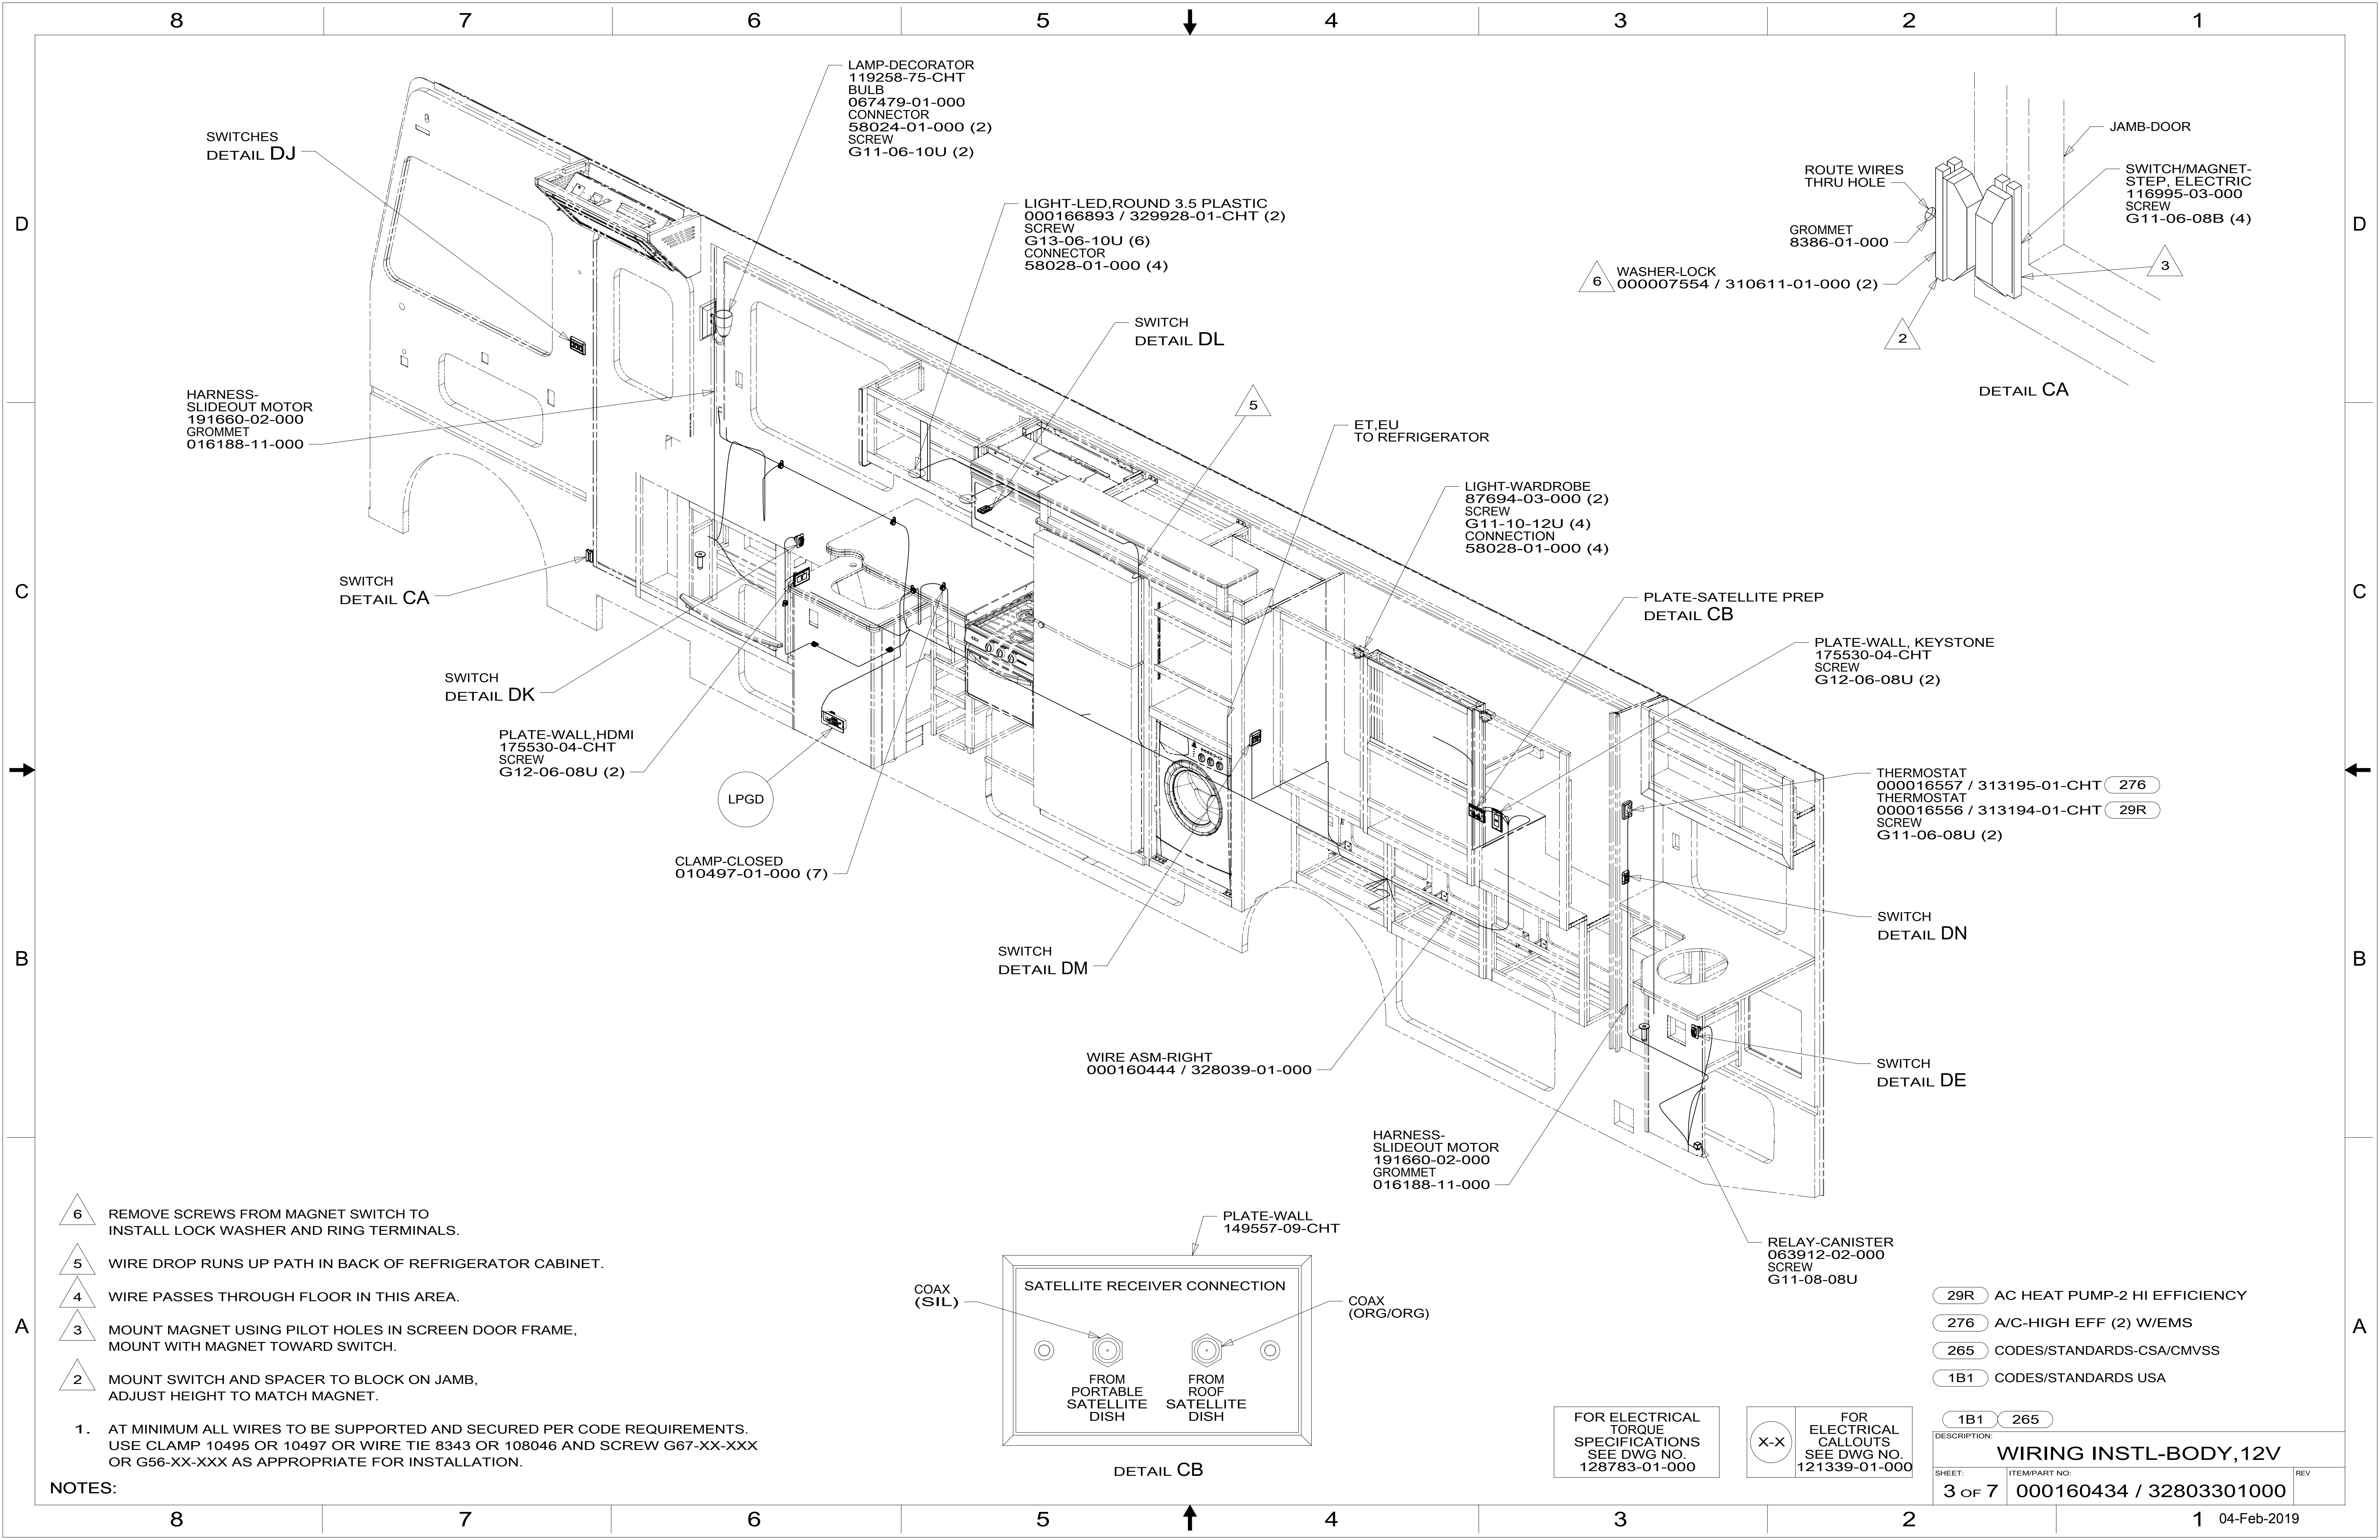 8 7 6 5 4 3 2 1
D
C
B
A
SWITCHES
DETAIL DJ
LAMP-DECORATOR
119258-75-CHT
BULB
067479-01-000
CONNECTOR
58024-01-000 (2)
SCREW
G11-06-10U (2)
LIGHT-LED,ROUND 3.5 PLASTIC
000166893 / 329928-01-CHT (2)
SCREW
G13-06-10U (6)
CONNECTOR
58028-01-000 (4)
SWITCH
DETAIL DL
5
ET,EU
TO REFRIGERATOR
LIGHT-WARDROBE
87694-03-000 (2)
SCREW
G11-10-12U (4)
CONNECTION
58028-01-000 (4)
JAMB-DOOR
ROUTE WIRES
THRU HOLE
SWITCH/MAGNET-
STEP, ELECTRIC
116995-03-000
SCREW
G11-06-08B (4)
GROMMET
8386-01-000
6
WASHER-LOCK
000007554 / 310611-01-000 (2)
3
2
DETAIL CA
D
C
B
A
HARNESS-
SLIDEOUT MOTOR
191660-02-000
GROMMET
016188-11-000
SWITCH
DETAIL CA
SWITCH
DETAIL DK
PLATE-WALL,HDMI
175530-04-CHT
SCREW
G12-06-08U (2)
LPGD
CLAMP-CLOSED
010497-01-000 (7)
PLATE-SATELLITE PREP
DETAIL CB
PLATE-WALL, KEYSTONE
175530-04-CHT
SCREW
G12-06-08U (2)
THERMOSTAT
000016557 / 313195-01-CHT 276
THERMOSTAT
000016556 / 313194-01-CHT 29R
SCREW
G11-06-08U (2)
SWITCH
DETAIL DN
SWITCH
DETAIL DM
WIRE ASM-RIGHT
000160444 / 328039-01-000
SWITCH
DETAIL DE
HARNESS-
SLIDEOUT MOTOR
191660-02-000
GROMMET
016188-11-000
RELAY-CANISTER
063912-02-000
SCREW
G11-08-08U
6 REMOVE SCREWS FROM MAGNET SWITCH TO
INSTALL LOCK WASHER AND RING TERMINALS.
5 WIRE DROP RUNS UP PATH IN BACK OF REFRIGERATOR CABINET.
4 WIRE PASSES THROUGH FLOOR IN THIS AREA.
3 MOUNT MAGNET USING PILOT HOLES IN SCREEN DOOR FRAME,
MOUNT WITH MAGNET TOWARD SWITCH.
2 MOUNT SWITCH AND SPACER TO BLOCK ON JAMB,
ADJUST HEIGHT TO MATCH MAGNET.
1. AT MINIMUM ALL WIRES TO BE SUPPORTED AND SECURED PER CODE REQUIREMENTS.
USE CLAMP 10495 OR 10497 OR WIRE TIE 8343 OR 108046 AND SCREW G67-XX-XXX
OR G56-XX-XXX AS APPROPRIATE FOR INSTALLATION.
NOTES:
PLATE-WALL
149557-09-CHT
SATELLITE RECEIVER CONNECTION
COAX
(SIL)
COAX
(ORG/ORG)
FROM
PORTABLE
SATELLITE
DISH
FROM
ROOF
SATELLITE
DISH
DETAIL CB
29R AC HEAT PUMP-2 HI EFFICIENCY
276 A/C-HIGH EFF (2) W/EMS
265 CODES/STANDARDS-CSA/CMVSS
1B1 CODES/STANDARDS USA
1B1 265
FOR ELECTRICAL
TORQUE
SPECIFICATIONS
SEE DWG NO.
128783-01-000
X-X
FOR
ELECTRICAL
CALLOUTS
SEE DWG NO.
121339-01-000
DESCRIPTION:
WIRING INSTL-BODY,12V
SHEET:
3 OF 7
ITEM/PART NO:
000160434 / 32803301000
REV
8 7 6 5 4 3 2 1
04-Feb-2019